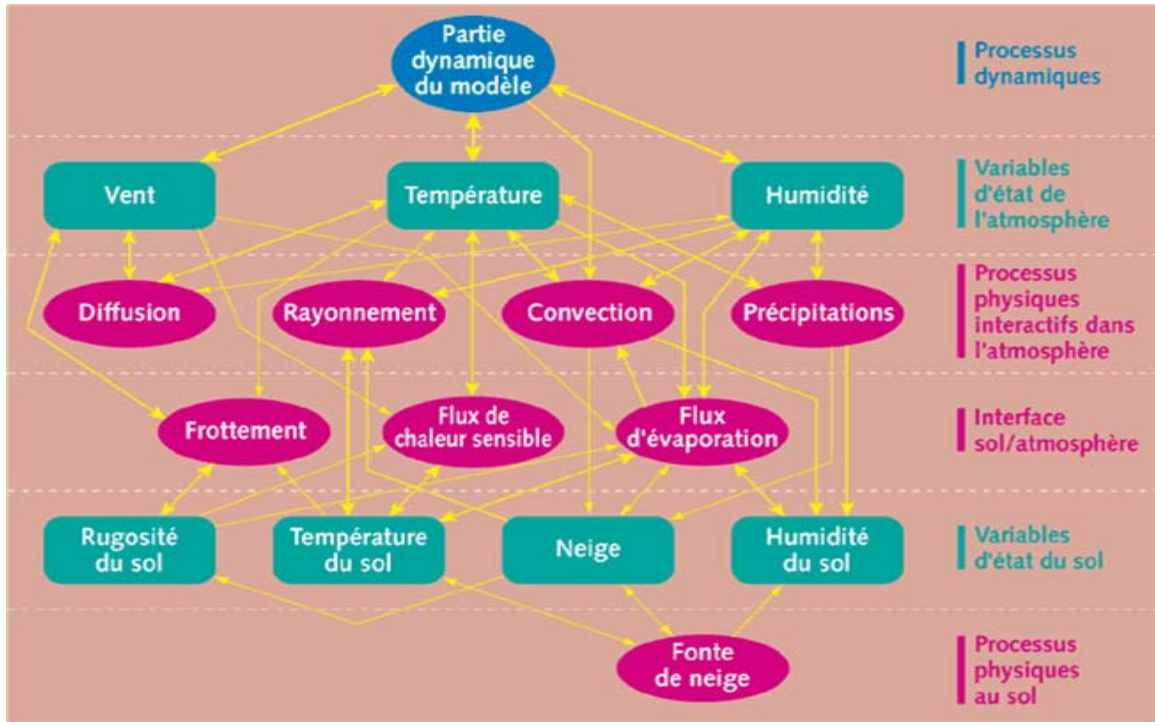 Partie
dynamique
du modèle
Processus
dynamiques
Vent
Température
Humidité
Variables
d'état de
l'atmosphère
Diffusion
Rayonnement
Convection
Précipitations
Processus
physiques
interactifs dans
l'atmosphère
Frottement
Flux de
chaleur sensible
Flux
d'évaporation
Interface
sol/atmosphère
Rugosité
du sol
Température
du sol
Neige
Humidité
du sol
Variables
d'état du sol
Fonte
de neige
Processus
physiques
au sol